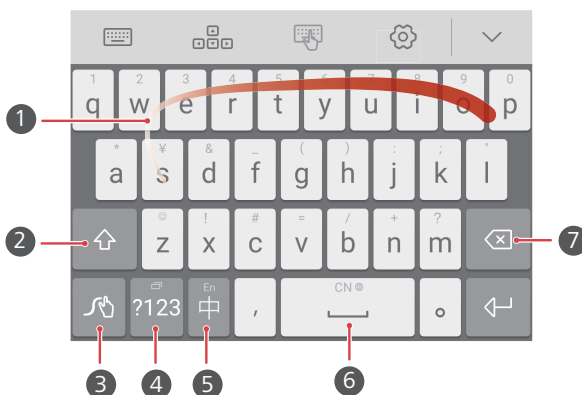 1 2 3 4 5 6 7 8 9 0
q w e r t y u i o p
1
* ¥ & _ ( ) : ; "
a s d f g h j k l
☺ ! # = / + ?
2 z x c v b n m 7
En CN
?123 中 , 。
3 4 5 6